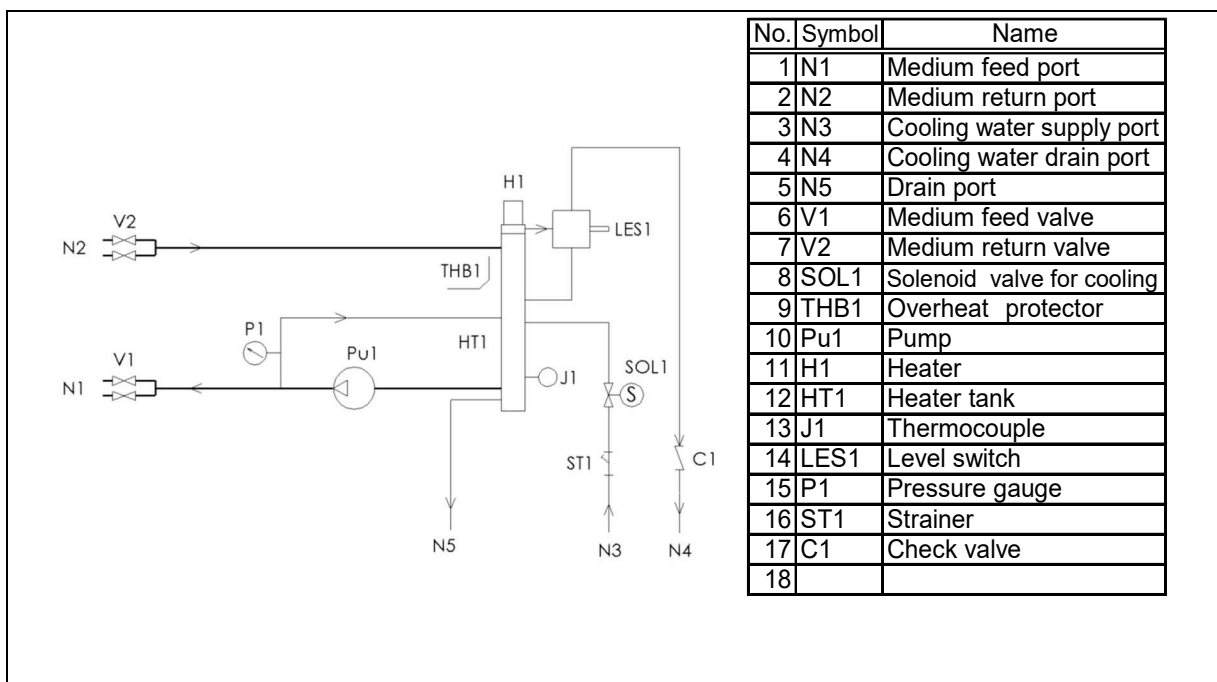 H1
V2
N2
LES1
THB1
P1
HT1
Pu1
V1
J1
SOL1
N1
S
ST1
C1
N5
N3
N4
No. Symbol Name
1 N1 Medium feed port
2 N2 Medium return port
3 N3 Cooling water supply port
4 N4 Cooling water drain port
5 N5 Drain port
6 V1 Medium feed valve
7 V2 Medium return valve
8 SOL1 Solenoid valve for cooling
9 THB1 Overheat protector
10 Pu1 Pump
11 H1 Heater
12 HT1 Heater tank
13 J1 Thermocouple
14 LES1 Level switch
15 P1 Pressure gauge
16 ST1 Strainer
17 C1 Check valve
18